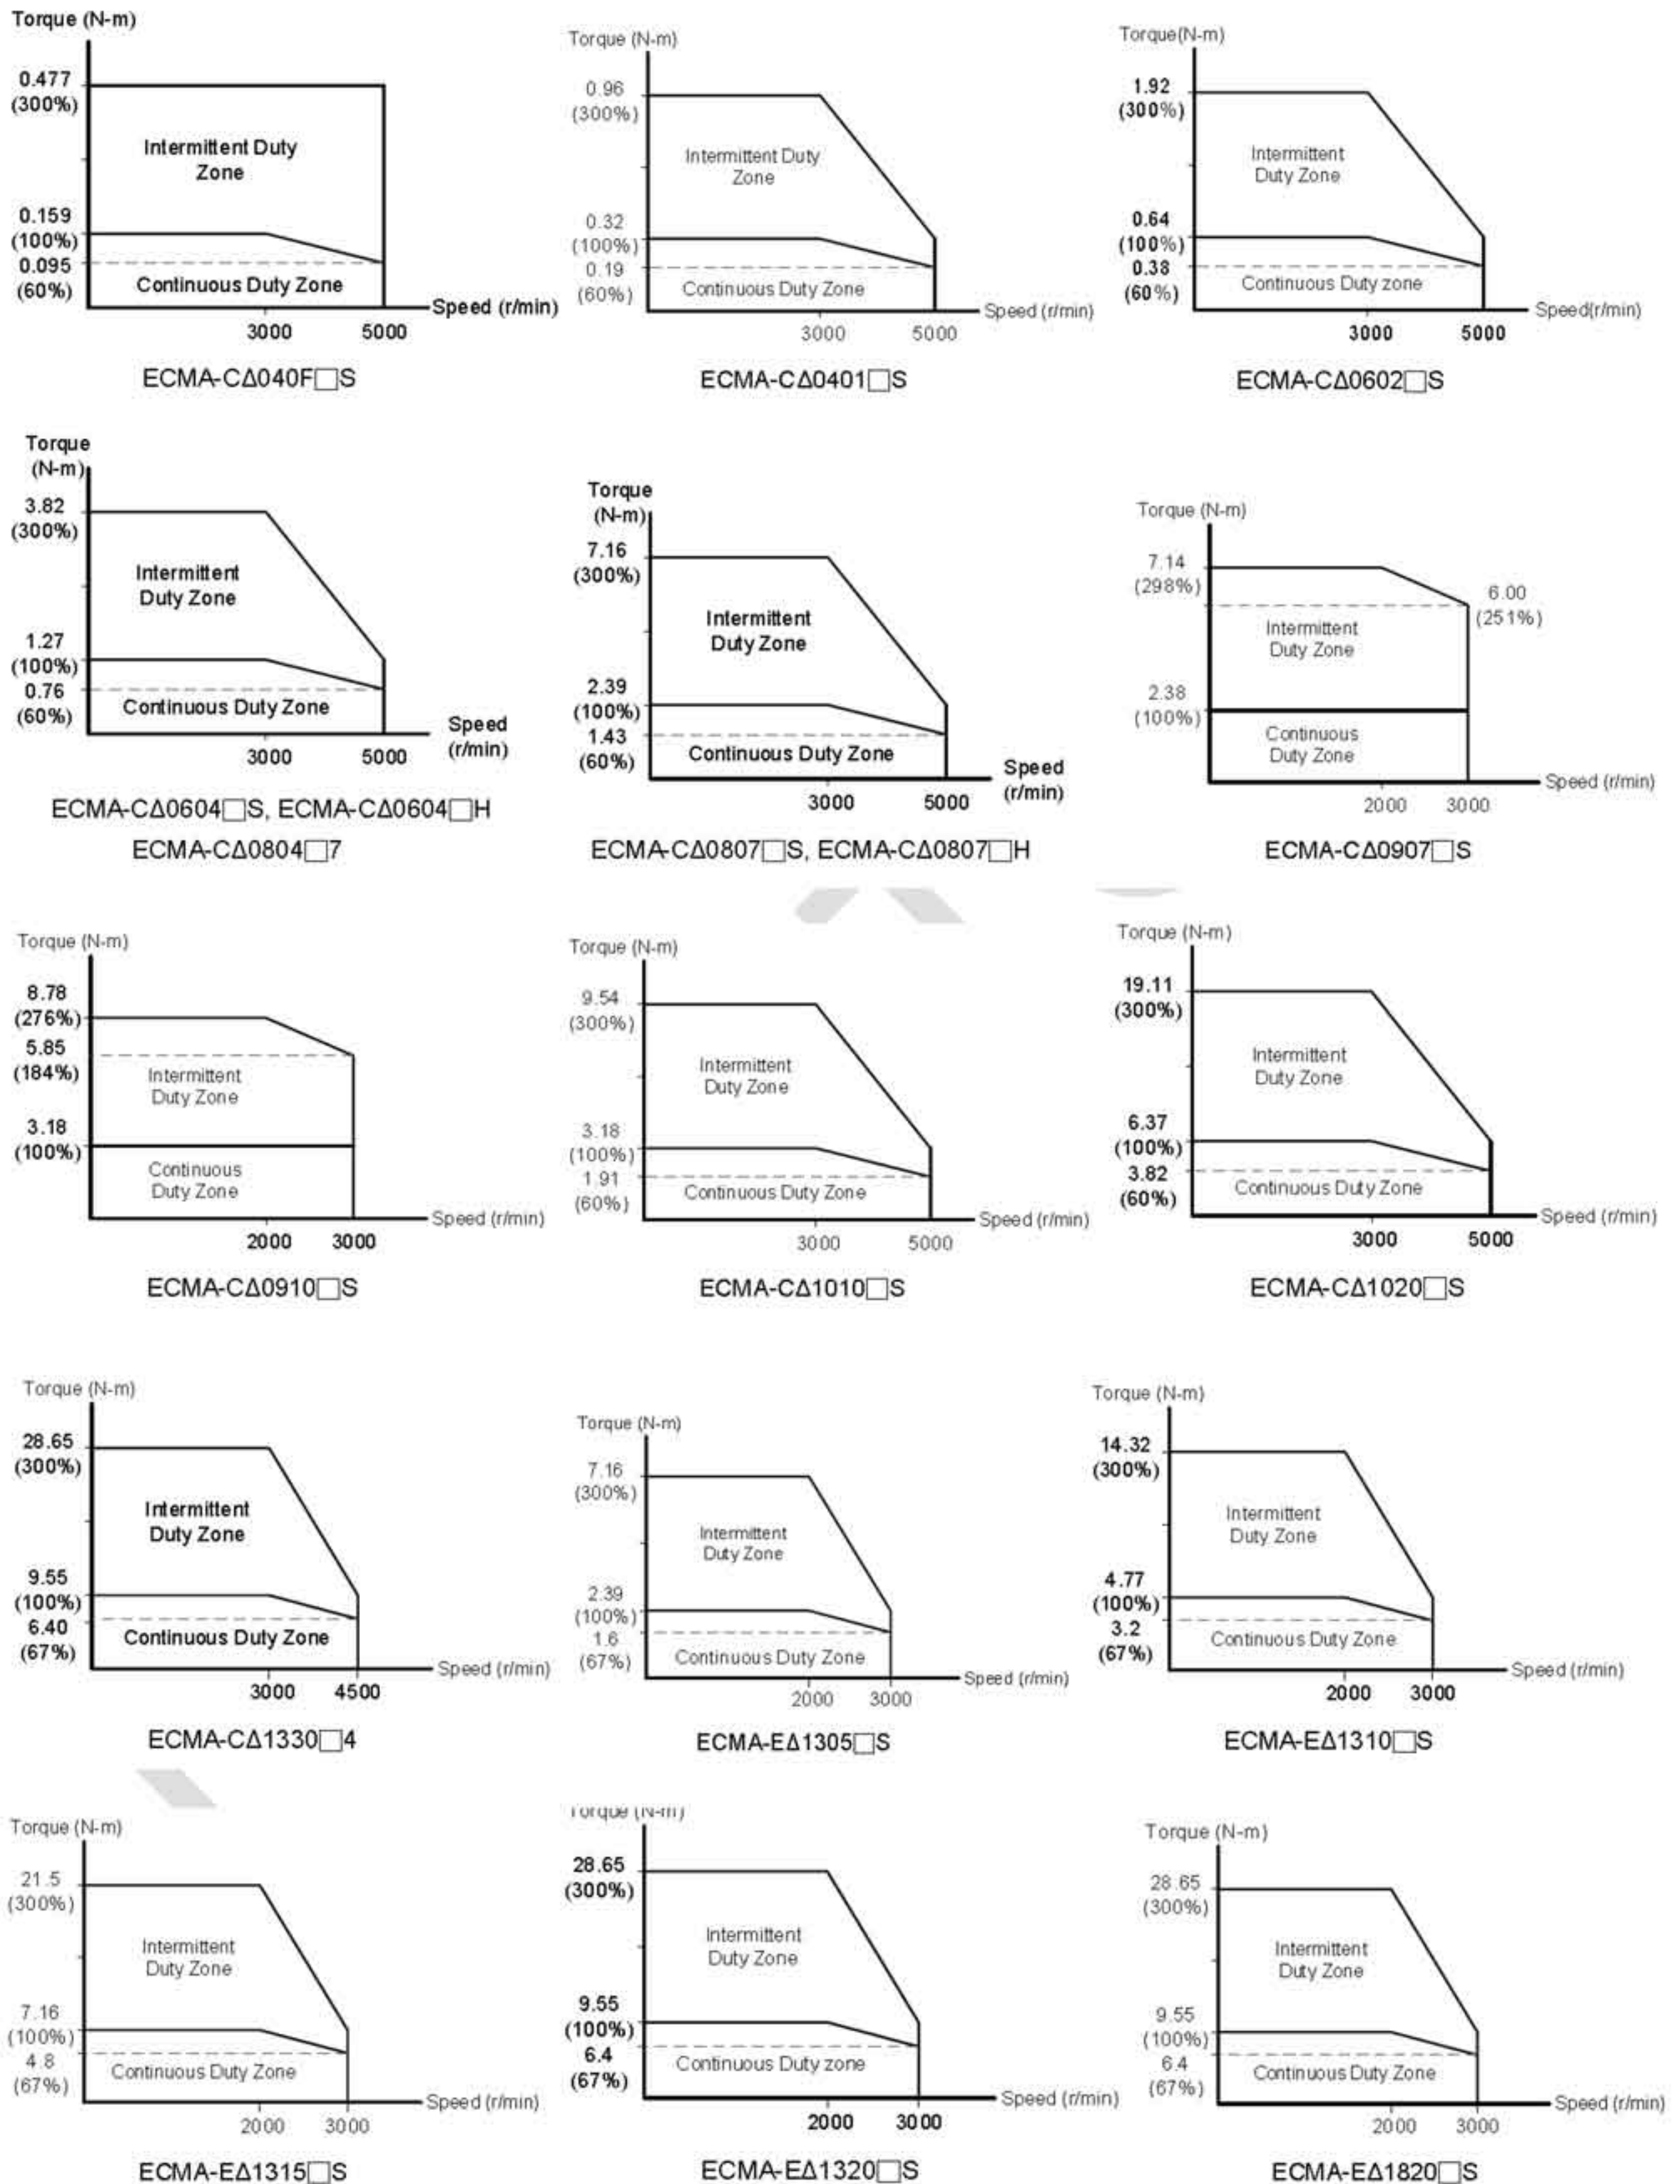 Torque (N-m)
0.477
(300%)
Intermittent Duty
Zone
0.159
(100%)
0.095
(60%)
Continuous Duty Zone
Speed (r/min)
3000
5000
ECMA-CΔ040F□S
Torque (N-m)
0.96
(300%)
Intermittent Duty
Zone
0.32
(100%)
0.19
(60%)
Continuous Duty Zone
Speed (r/min)
3000
5000
ECMA-CΔ0401□S
Torque(N-m)
1.92
(300%)
Intermittent
Duty Zone
0.64
(100%)
0.38
(60%)
Continuous Duty zone
Speed(r/min)
3000
5000
ECMA-CΔ0602□S
Torque
(N-m)
3.82
(300%)
Intermittent
Duty Zone
1.27
(100%)
0.76
(60%)
Continuous Duty Zone
Speed
(r/min)
3000
5000
ECMA-CΔ0604□S, ECMA-CΔ0604□H
ECMA-CΔ0804□7
Torque
(N-m)
7.16
(300%)
Intermittent
Duty Zone
2.39
(100%)
1.43
(60%)
Continuous Duty Zone
Speed
(r/min)
3000
5000
ECMA-CΔ0807□S, ECMA-CΔ0807□H
Torque (N-m)
7.14
(298%)
6.00
(251%)
Intermittent
Duty Zone
2.38
(100%)
Continuous
Duty Zone
Speed (r/min)
2000
3000
ECMA-CΔ0907□S
Torque (N-m)
8.78
(276%)
5.85
(184%)
Intermittent
Duty Zone
3.18
(100%)
Continuous
Duty Zone
Speed (r/min)
2000
3000
ECMA-CΔ0910□S
Torque (N-m)
9.54
(300%)
Intermittent
Duty Zone
3.18
(100%)
1.91
(60%)
Continuous Duty Zone
Speed (r/min)
3000
5000
ECMA-CΔ1010□S
Torque (N-m)
19.11
(300%)
Intermittent
Duty Zone
6.37
(100%)
3.82
(60%)
Continuous Duty Zone
Speed (r/min)
3000
5000
ECMA-CΔ1020□S
Torque (N-m)
28.65
(300%)
Intermittent
Duty Zone
9.55
(100%)
6.40
(67%)
Continuous Duty Zone
Speed (r/min)
3000
4500
ECMA-CΔ1330□4
Torque (N-m)
7.16
(300%)
Intermittent
Duty Zone
2.39
(100%)
1.6
(67%)
Continuous Duty Zone
Speed (r/min)
2000
3000
ECMA-EΔ1305□S
Torque (N-m)
14.32
(300%)
Intermittent
Duty Zone
4.77
(100%)
3.2
(67%)
Continuous Duty Zone
Speed (r/min)
2000
3000
ECMA-EΔ1310□S
Torque (N-m)
21.5
(300%)
Intermittent
Duty Zone
7.16
(100%)
4.8
(67%)
Continuous Duty Zone
Speed (r/min)
2000
3000
ECMA-EΔ1315□S
Torque (N-m)
28.65
(300%)
Intermittent
Duty Zone
9.55
(100%)
6.4
(67%)
Continuous Duty zone
Speed (r/min)
2000
3000
ECMA-EΔ1320□S
Torque (N-m)
28.65
(300%)
Intermittent
Duty Zone
9.55
(100%)
6.4
(67%)
Continuous Duty Zone
Speed (r/min)
2000
3000
ECMA-EΔ1820□S